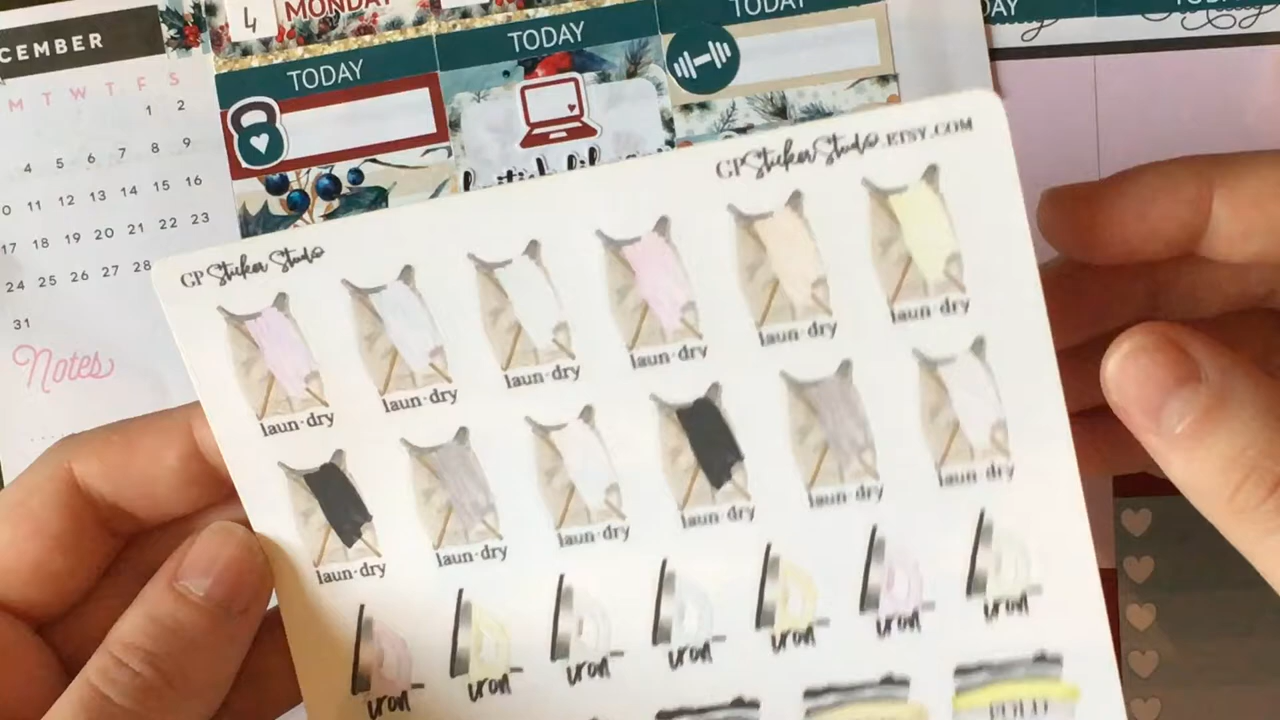 CEMBER
M T W T F S
1 2
4 5 6 7 8 9
0 11 12 13 14 15 16
17 18 19 20 21 22 23
24 25 26 27 28
31
Notes
4 MONDAY
TODAY
TODAY
TODAY
DAY
GP Sticker Studio
GP Sticker Studio.ETSY.COM
laun·dry laun·dry laun·dry laun·dry laun·dry laun·dry
laun·dry laun·dry laun·dry laun·dry laun·dry laun·dry
iron iron iron iron iron iron iron
FOLD